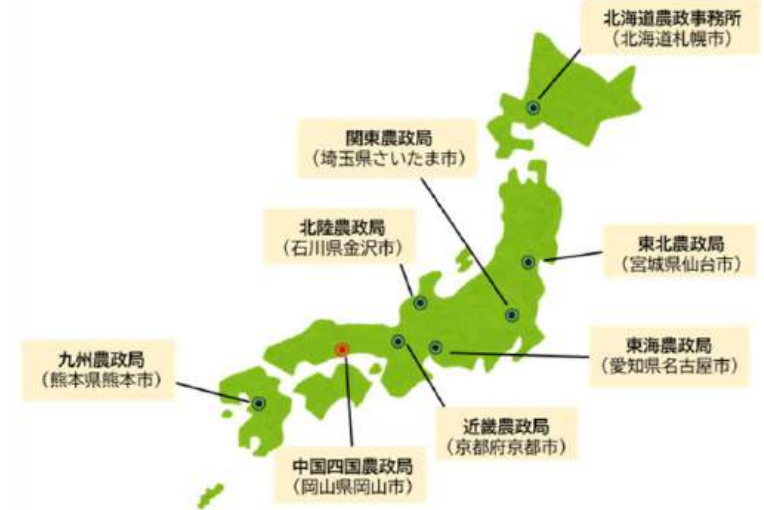 北海道農政事務所
（北海道札幌市）
関東農政局
（埼玉県さいたま市）
北陸農政局
（石川県金沢市）
東北農政局
（宮城県仙台市）
東海農政局
（愛知県名古屋市）
九州農政局
（熊本県熊本市）
近畿農政局
（京都府京都市）
中国四国農政局
（岡山県岡山市）